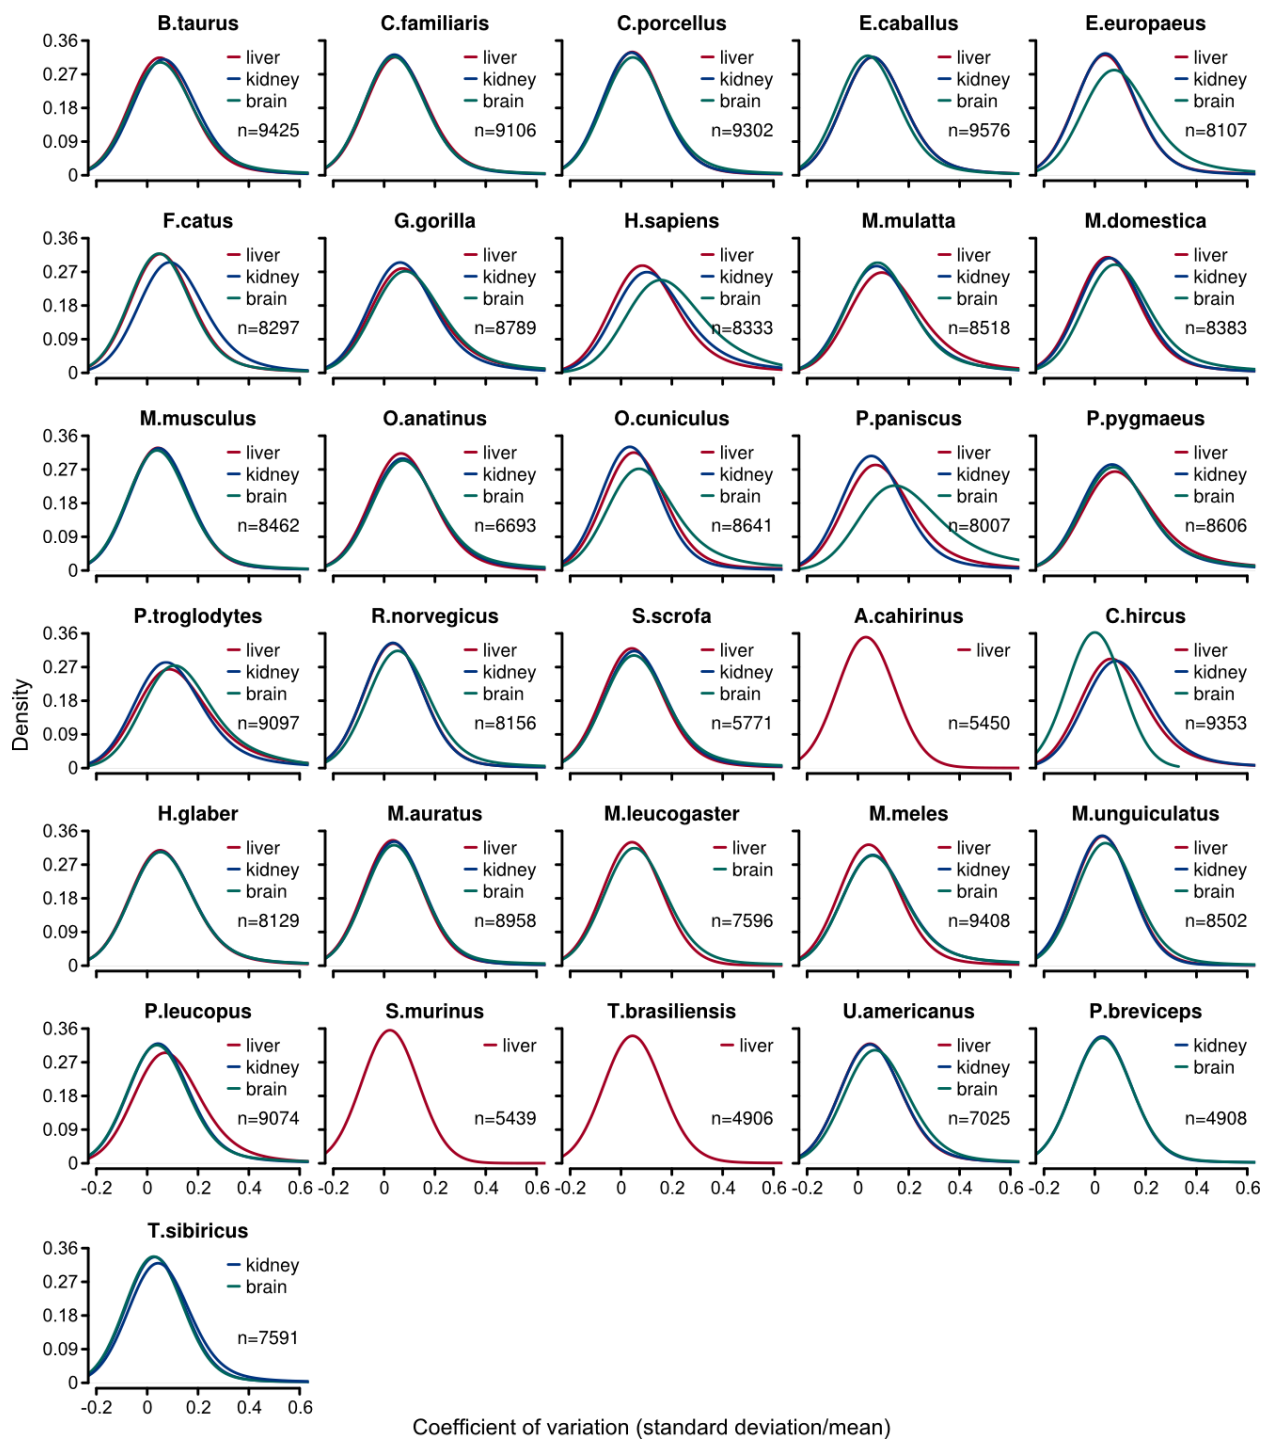 B.taurus
0.36
0.27
0.18
0.09
0
liver
kidney
brain
n=9425
C.familiaris
liver
kidney
brain
n=9106
C.porcellus
liver
kidney
brain
n=9302
E.caballus
liver
kidney
brain
n=9576
E.europaeus
liver
kidney
brain
n=8107
F.catus
0.36
0.27
0.18
0.09
0
liver
kidney
brain
n=8297
G.gorilla
liver
kidney
brain
n=8789
H.sapiens
liver
kidney
brain
n=8333
M.mulatta
liver
kidney
brain
n=8518
M.domestica
liver
kidney
brain
n=8383
M.musculus
0.36
0.27
0.18
0.09
0
liver
kidney
brain
n=8462
O.anatinus
liver
kidney
brain
n=6693
O.cuniculus
liver
kidney
brain
n=8641
P.paniscus
liver
kidney
brain
n=8007
P.pygmaeus
liver
kidney
brain
n=8606
Density
P.troglodytes
0.36
0.27
0.18
0.09
0
liver
kidney
brain
n=9097
R.norvegicus
liver
kidney
brain
n=8156
S.scrofa
liver
kidney
brain
n=5771
A.cahirinus
liver
n=5450
C.hircus
liver
kidney
brain
n=9353
H.glaber
0.36
0.27
0.18
0.09
0
liver
kidney
brain
n=8129
M.auratus
liver
kidney
brain
n=8958
M.leucogaster
liver
brain
n=7596
M.meles
liver
kidney
brain
n=9408
M.unguiculatus
liver
kidney
brain
n=8502
P.leucopus
0.36
0.27
0.18
0.09
0
liver
kidney
brain
n=9074
-0.2 0 0.2 0.4 0.6
S.murinus
liver
n=5439
-0.2 0 0.2 0.4 0.6
T.brasiliensis
liver
n=4906
-0.2 0 0.2 0.4 0.6
U.americanus
liver
kidney
brain
n=7025
-0.2 0 0.2 0.4 0.6
P.breviceps
kidney
brain
n=4908
-0.2 0 0.2 0.4 0.6
T.sibiricus
0.36
0.27
0.18
0.09
0
kidney
brain
n=7591
-0.2 0 0.2 0.4 0.6
Coefficient of variation (standard deviation/mean)